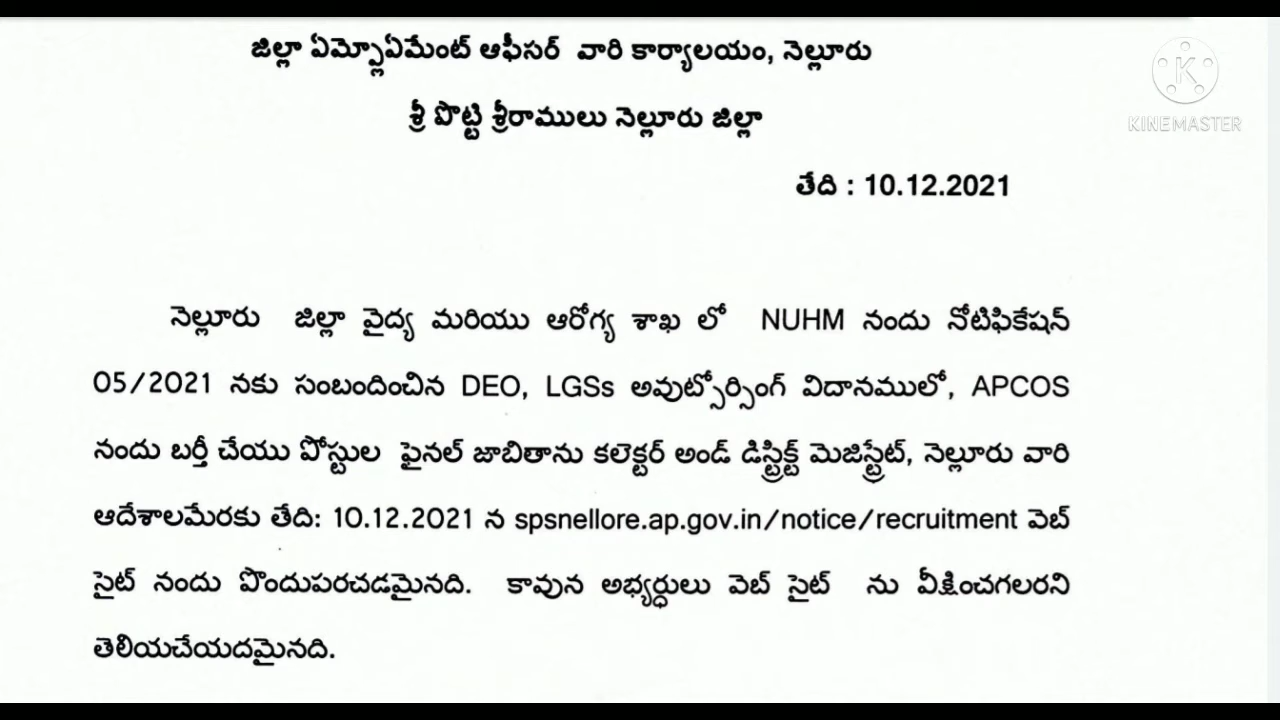 జిల్లా ఏమ్ప్లోఏమేంట్ ఆఫీసర్ వారి కార్యాలయం, నెల్లూరు
శ్రీ పొట్టి శ్రీరాములు నెల్లూరు జిల్లా
తేది : 10.12.2021
నెల్లూరు జిల్లా వైద్య మరియు ఆరోగ్య శాఖ లో NUHM నందు నోటిఫికేషన్
05/2021 నకు సంబందించిన DEO, LGSs అవుట్సోర్సింగ్ విదానములో, APCOS
నందు బర్తీ చేయు పోస్టుల ఫైనల్ జాబితాను కలెక్టర్ అండ్ డిస్ట్రిక్ట్ మెజిస్ట్రేట్, నెల్లూరు వారి
ఆదేశాలమేరకు తేది: 10.12.2021 న spsnellore.ap.gov.in/notice/recruitment వెబ్
సైట్ నందు పొందుపరచడమైనది. కావున అభ్యర్ధులు వెబ్ సైట్ ను వీక్షించగలరని
తెలియచేయదమైనది.
KINEMASTER